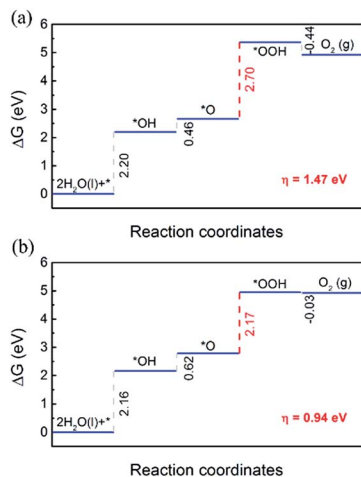 (a)
6
5
4
3
2
1
0
ΔG (eV)
2H₂O(l)+*
2.20
*OH
0.46
*O
2.70
*OOH
-0.44
O₂ (g)
η = 1.47 eV
Reaction coordinates
(b)
6
5
4
3
2
1
0
ΔG (eV)
2H₂O(l)+*
2.16
*OH
0.62
*O
2.17
*OOH
-0.03
O₂ (g)
η = 0.94 eV
Reaction coordinates